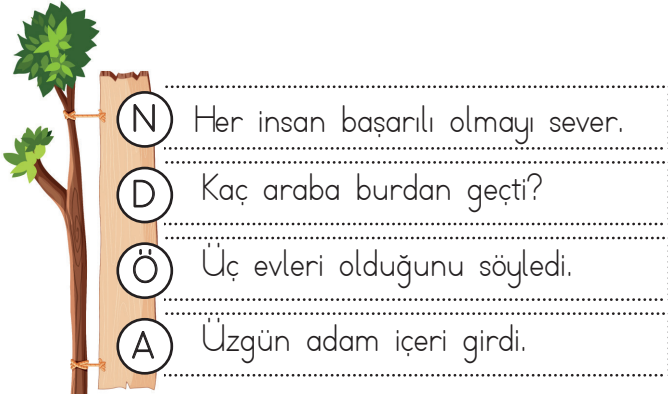 N Her insan başarılı olmayı sever.
D Kaç araba burdan geçti?
Ö Üç evleri olduğunu söyledi.
A Üzgün adam içeri girdi.